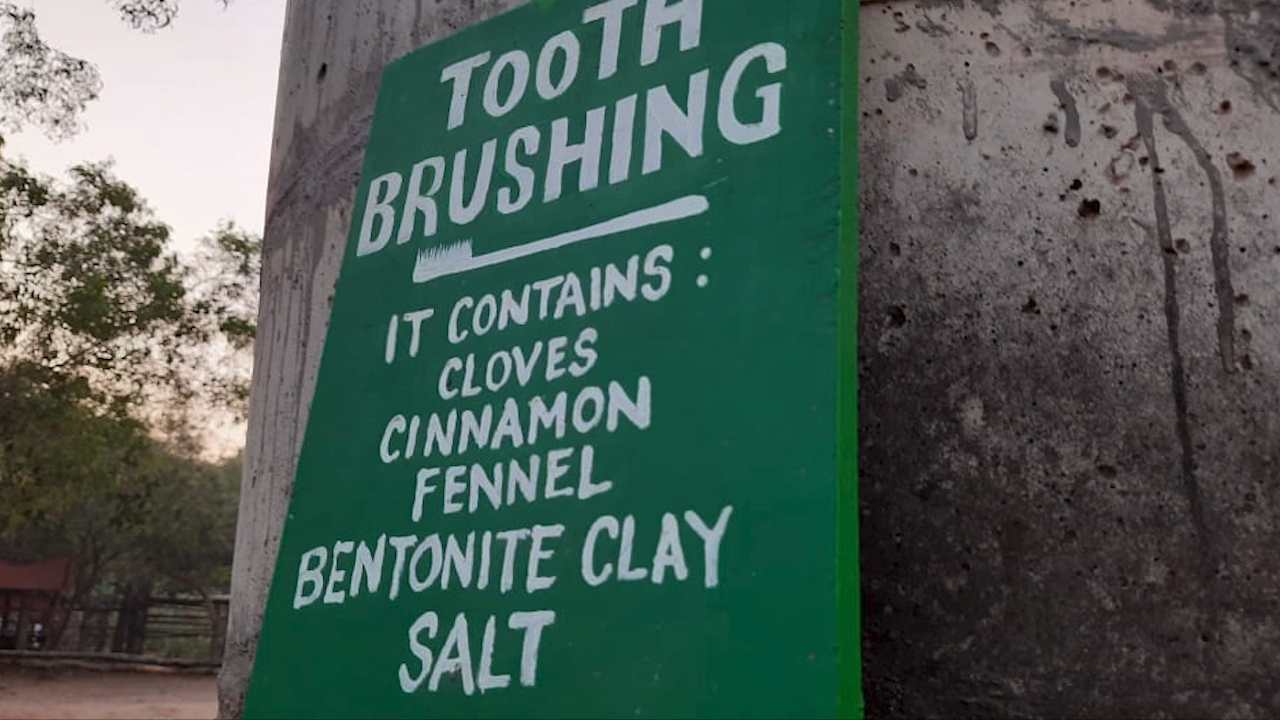 TOOTH
BRUSHING
IT CONTAINS :
CLOVES
CINNAMON
FENNEL
BENTONITE CLAY
SALT